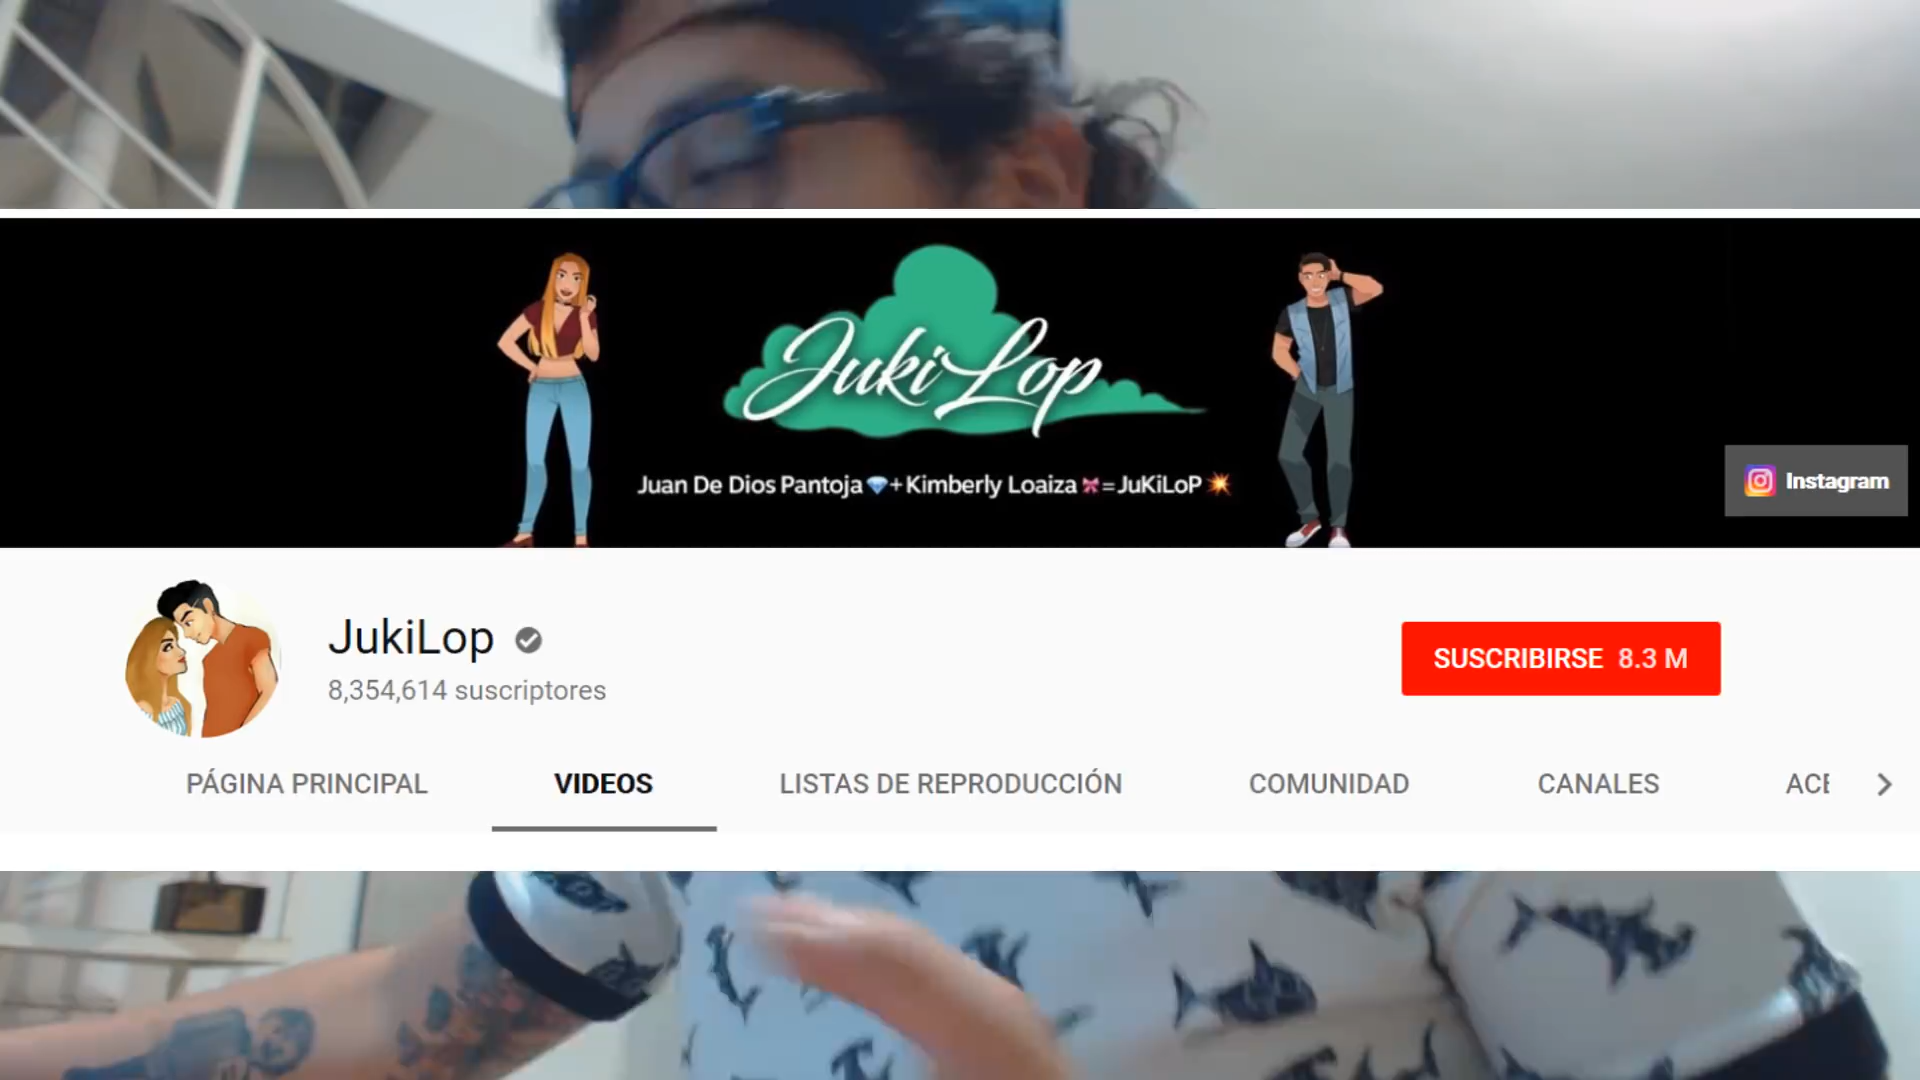 JukiLop
Juan De Dios Pantoja💎+Kimberly Loaiza🎀=JuKiLoP💥
Instagram
JukiLop
8,354,614 suscriptores
SUSCRIBIRSE 8.3 M
PÁGINA PRINCIPAL VIDEOS LISTAS DE REPRODUCCIÓN COMUNIDAD CANALES